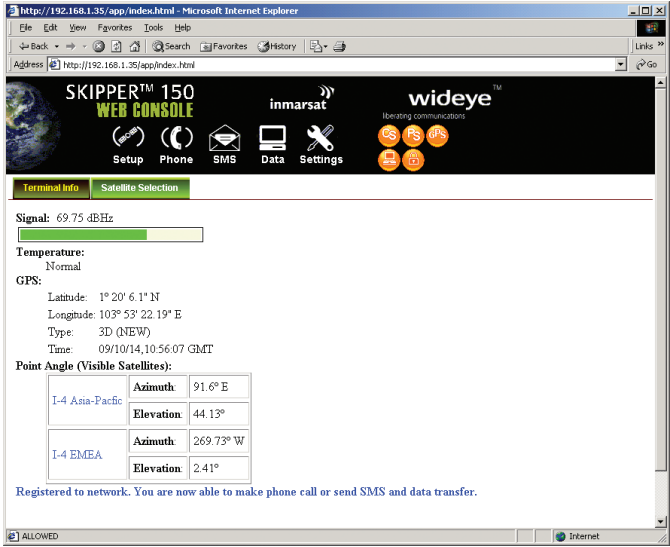 http://192.168.1.35/app/index.html - Microsoft Internet Explorer
File Edit View Favorites Tools Help
Back Search Favorites History Links »
Address http://192.168.1.35/app/index.html Go
SKIPPER™ 150
WEB CONSOLE
inmarsat
wideye™
liberating communications
Setup Phone SMS Data Settings
CS PS GPS
Terminal Info Satellite Selection
Signal: 69.75 dBHz
Temperature:
Normal
GPS:
Latitude: 1° 20' 6.1" N
Longitude: 103° 53' 22.19" E
Type: 3D (NEW)
Time: 09/10/14,10:56:07 GMT
Point Angle (Visible Satellites):
I-4 Asia-Pacfic Azimuth: 91.6° E
Elevation: 44.13°
I-4 EMEA Azimuth: 269.73° W
Elevation: 2.41°
Registered to network. You are now able to make phone call or send SMS and data transfer.
ALLOWED Internet